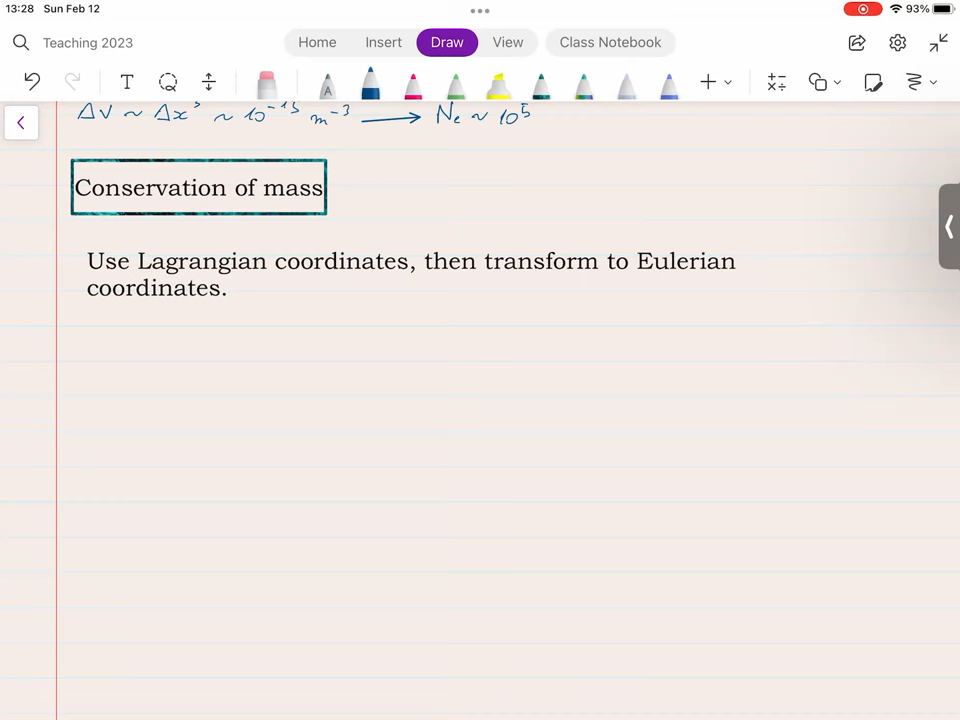 13:28 Sun Feb 12
93%
Teaching 2023
Home Insert Draw View Class Notebook
T
A
ΔV ~ Δx³ ~ 10⁻¹⁵ m⁻³ ⟶ Ne ~ 10⁵
Conservation of mass
Use Lagrangian coordinates, then transform to Eulerian
coordinates.